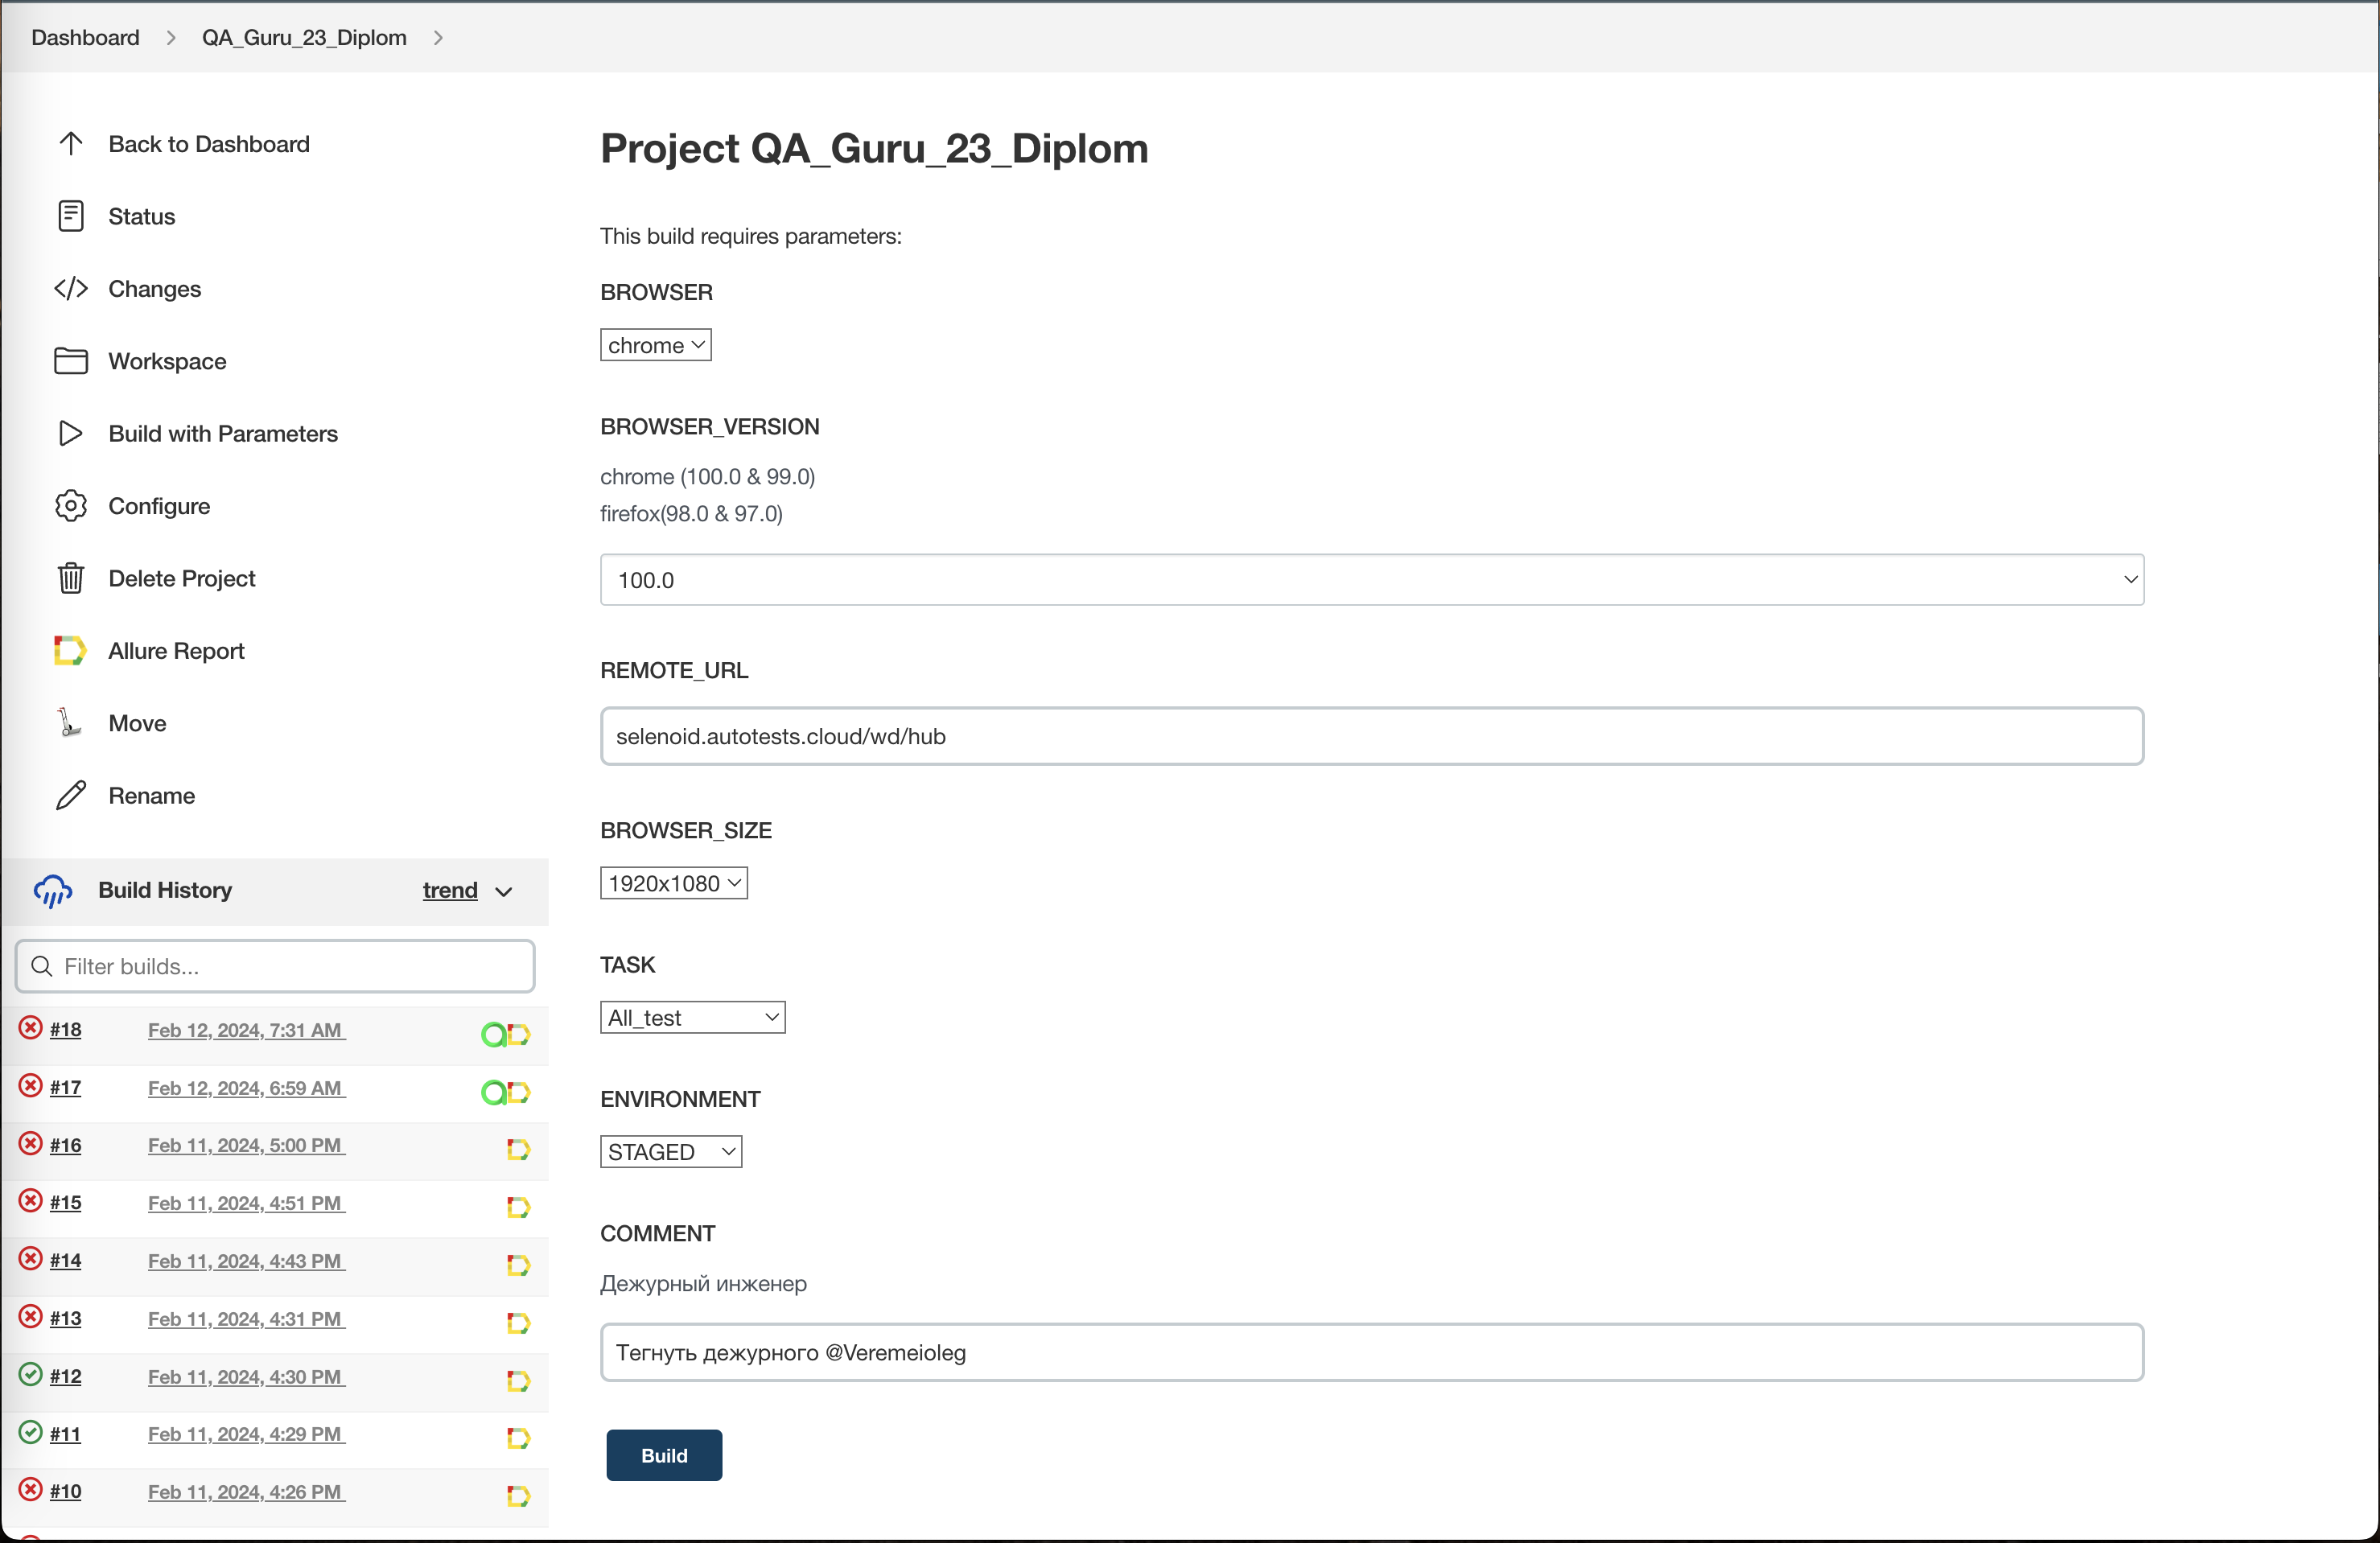 Dashboard
QA_Guru_23_Diplom
Back to Dashboard
Status
Changes
Workspace
Build with Parameters
Configure
Delete Project
Allure Report
Move
Rename
Build History
trend
Filter builds...
#18 Feb 12, 2024, 7:31 AM
#17 Feb 12, 2024, 6:59 AM
#16 Feb 11, 2024, 5:00 PM
#15 Feb 11, 2024, 4:51 PM
#14 Feb 11, 2024, 4:43 PM
#13 Feb 11, 2024, 4:31 PM
#12 Feb 11, 2024, 4:30 PM
#11 Feb 11, 2024, 4:29 PM
#10 Feb 11, 2024, 4:26 PM
Project QA_Guru_23_Diplom
This build requires parameters:
BROWSER
chrome
BROWSER_VERSION
chrome (100.0 & 99.0)
firefox(98.0 & 97.0)
100.0
REMOTE_URL
selenoid.autotests.cloud/wd/hub
BROWSER_SIZE
1920x1080
TASK
All_test
ENVIRONMENT
STAGED
COMMENT
Дежурный инженер
Тегнуть дежурного @Veremeioleg
Build